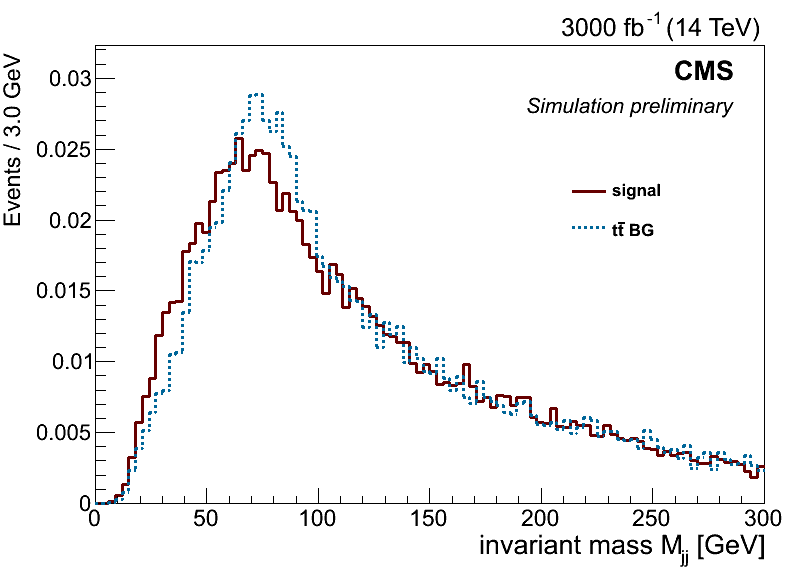 3000 fb⁻¹ (14 TeV)
CMS
Simulation preliminary
signal
tt̄ BG
Events / 3.0 GeV
0.03
0.025
0.02
0.015
0.01
0.005
0
0 50 100 150 200 250 300
invariant mass Mjj [GeV]